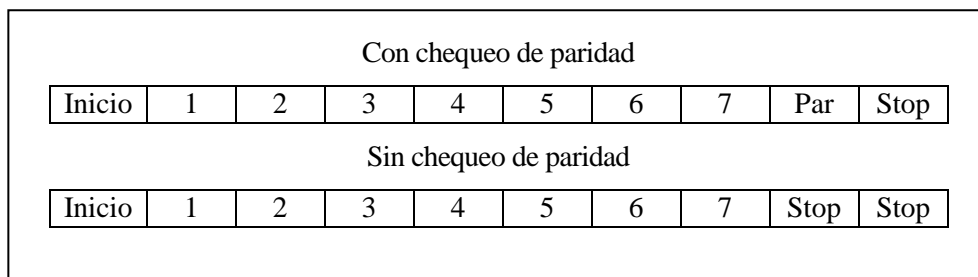 Con chequeo de paridad
Inicio 1 2 3 4 5 6 7 Par Stop
Sin chequeo de paridad
Inicio 1 2 3 4 5 6 7 Stop Stop